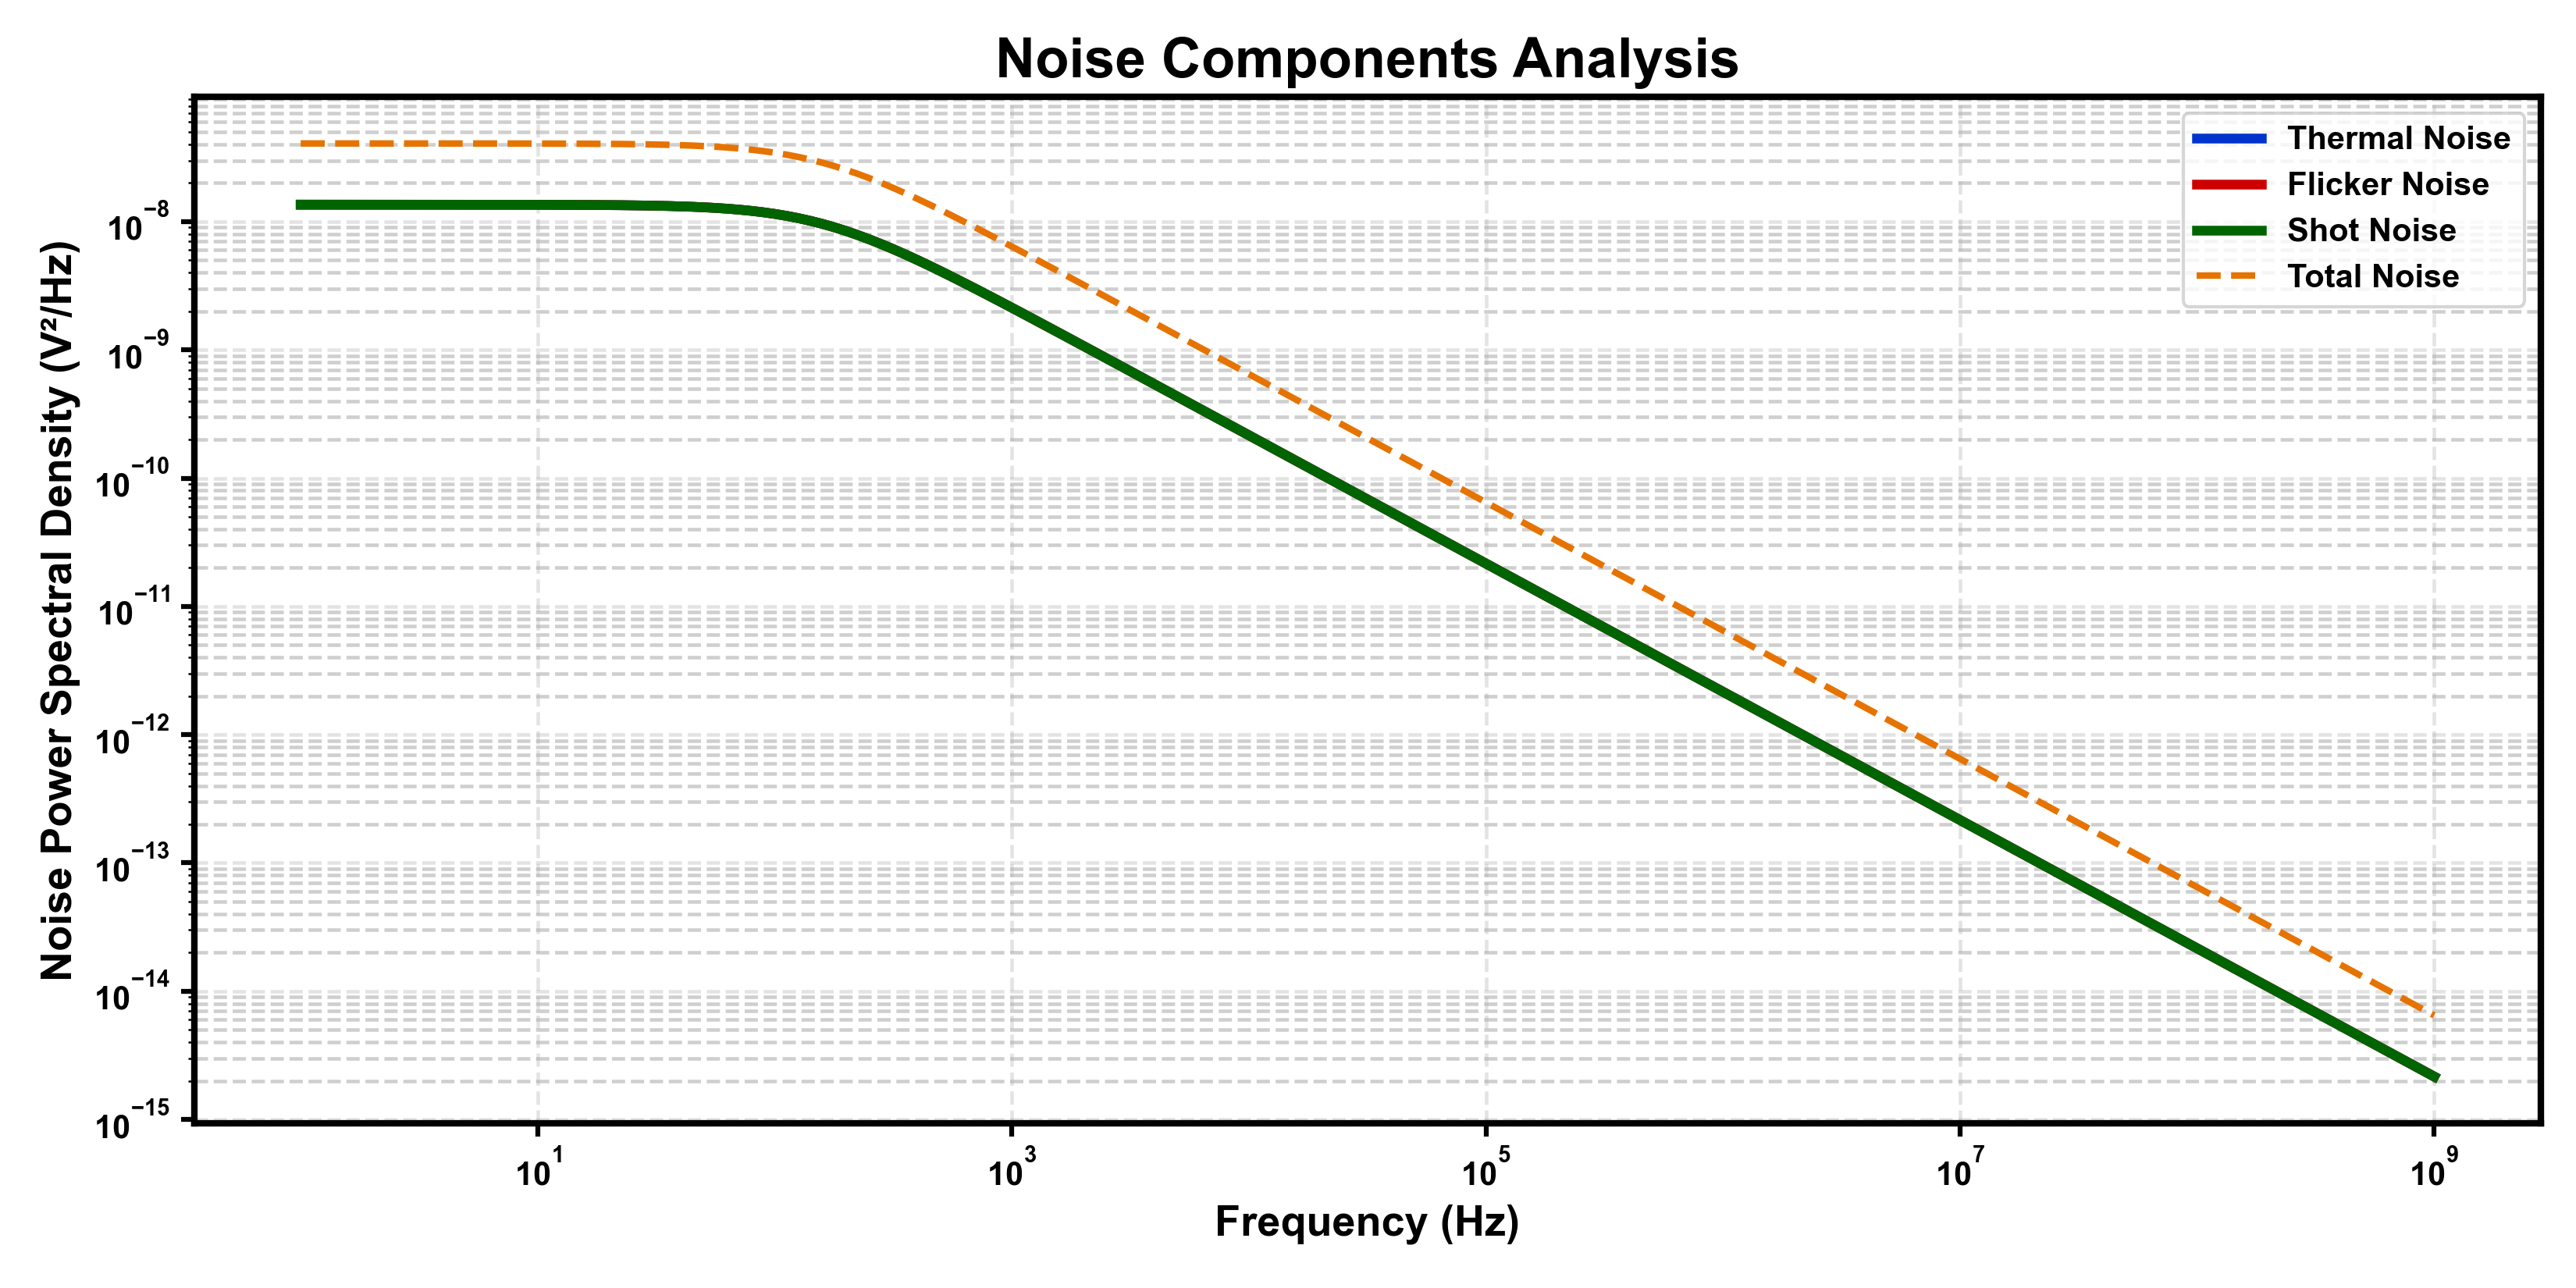 Noise Components Analysis
Thermal Noise
Flicker Noise
Shot Noise
Total Noise
Noise Power Spectral Density (V²/Hz)
10⁻⁸
10⁻⁹
10⁻¹⁰
10⁻¹¹
10⁻¹²
10⁻¹³
10⁻¹⁴
10⁻¹⁵
10¹ 10³ 10⁵ 10⁷ 10⁹
Frequency (Hz)